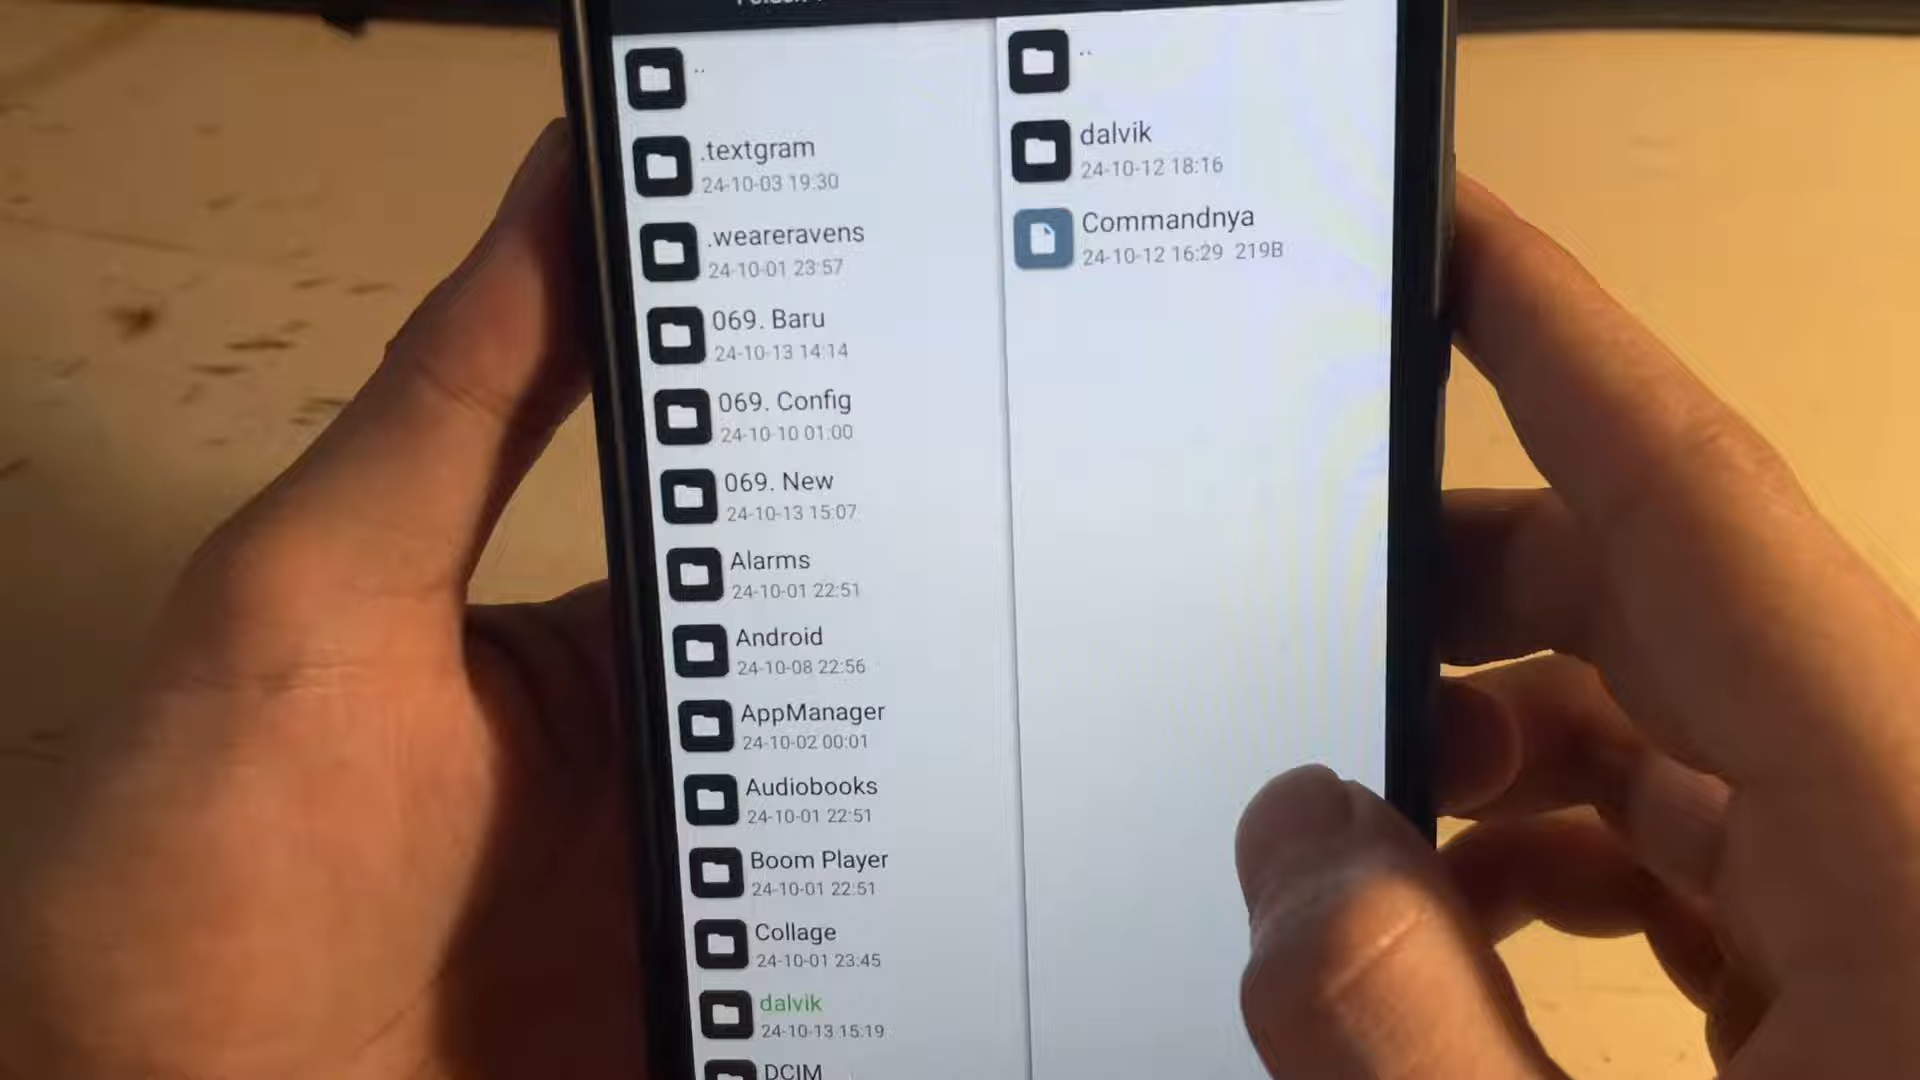 ..
.textgram
24-10-03 19:30
.weareravens
24-10-01 23:57
069. Baru
24-10-13 14:14
069. Config
24-10-10 01:00
069. New
24-10-13 15:07
Alarms
24-10-01 22:51
Android
24-10-08 22:56
AppManager
24-10-02 00:01
Audiobooks
24-10-01 22:51
Boom Player
24-10-01 22:51
Collage
24-10-01 23:45
dalvik
24-10-13 15:19
DCIM
..
dalvik
24-10-12 18:16
Commandnya
24-10-12 16:29 219B